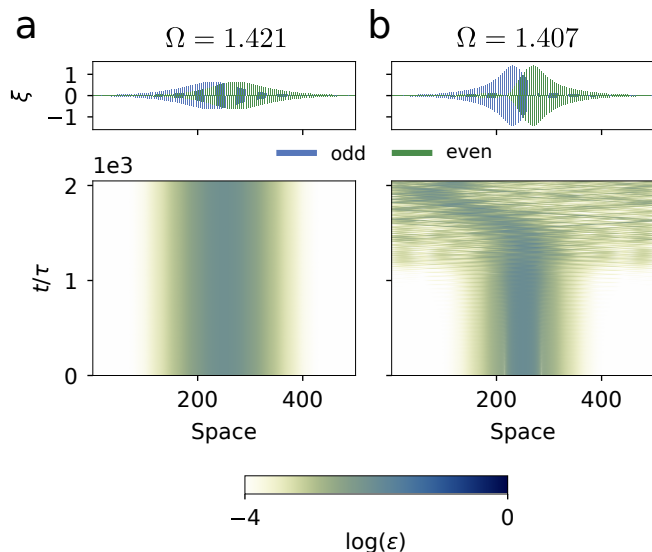 a
Ω = 1.421
b
Ω = 1.407
ξ
1
0
−1
odd
even
1e3
t/τ
2
1
0
200
400
200
400
Space
Space
−4
0
log(ε)